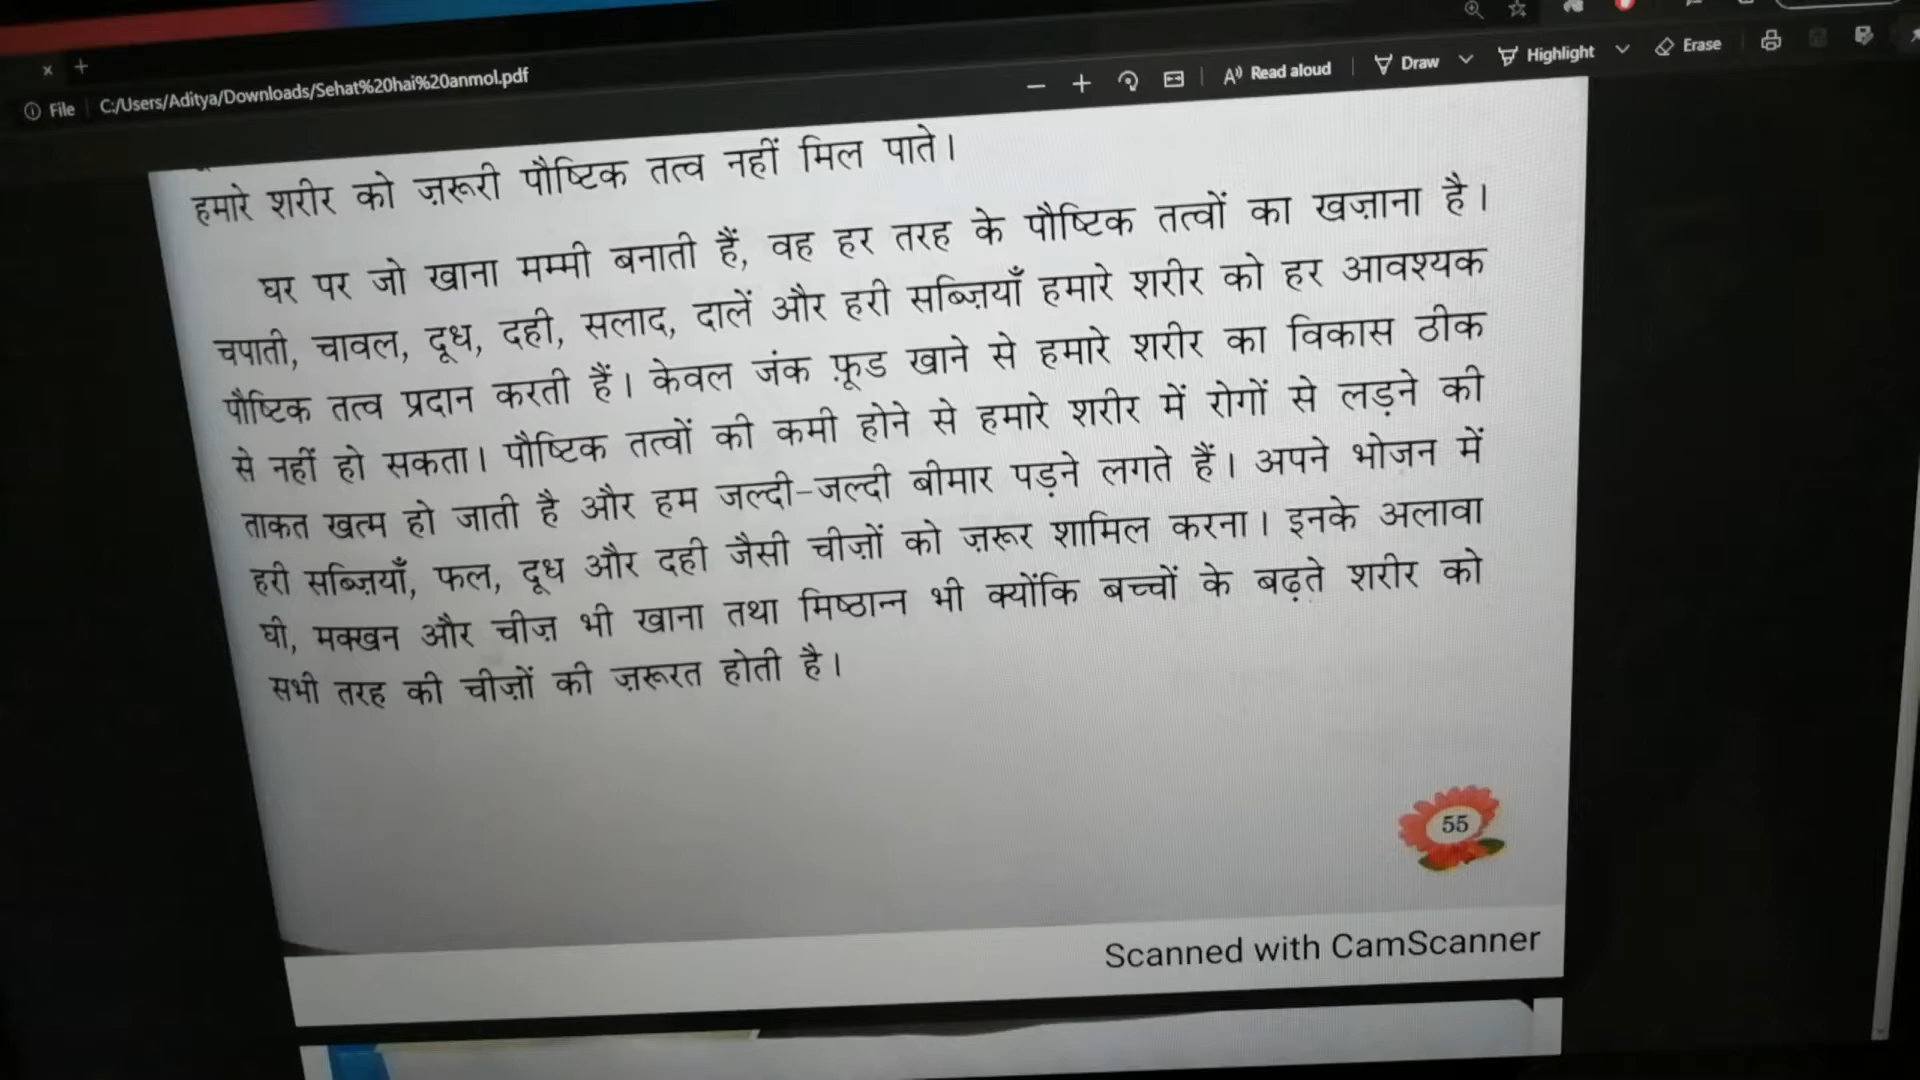 File C:/Users/Aditya/Downloads/Sehat%20hai%20anmol.pdf
Read aloud Draw Highlight Erase
हमारे शरीर को ज़रूरी पौष्टिक तत्व नहीं मिल पाते।
घर पर जो खाना मम्मी बनाती हैं, वह हर तरह के पौष्टिक तत्वों का खज़ाना है।
चपाती, चावल, दूध, दही, सलाद, दालें और हरी सब्ज़ियाँ हमारे शरीर को हर आवश्यक
पौष्टिक तत्व प्रदान करती हैं। केवल जंक फ़ूड खाने से हमारे शरीर का विकास ठीक
से नहीं हो सकता। पौष्टिक तत्वों की कमी होने से हमारे शरीर में रोगों से लड़ने की
ताकत खत्म हो जाती है और हम जल्दी-जल्दी बीमार पड़ने लगते हैं। अपने भोजन में
हरी सब्ज़ियाँ, फल, दूध और दही जैसी चीज़ों को ज़रूर शामिल करना। इनके अलावा
घी, मक्खन और चीज़ भी खाना तथा मिष्ठान्न भी क्योंकि बच्चों के बढ़ते शरीर को
सभी तरह की चीज़ों की ज़रूरत होती है।
55
Scanned with CamScanner